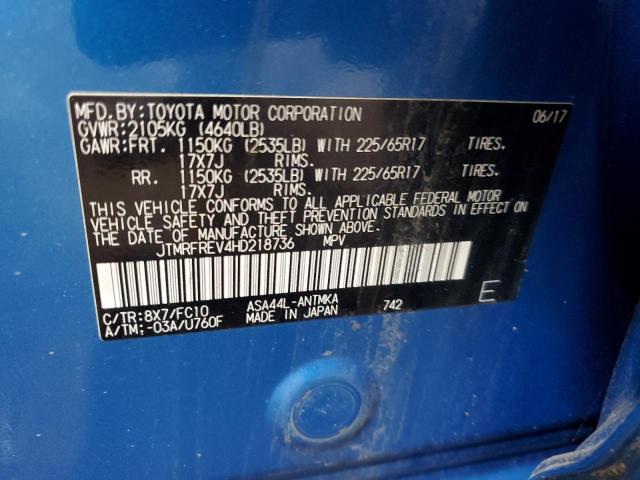 MFD. BY: TOYOTA MOTOR CORPORATION 06/17
GVWR: 2105KG (4640LB)
GAWR: FRT. 1150KG (2535LB) WITH 225/65R17 TIRES.
17X7J RIMS.
RR. 1150KG (2535LB) WITH 225/65R17 TIRES.
17X7J RIMS.
THIS VEHICLE CONFORMS TO ALL APPLICABLE FEDERAL MOTOR
VEHICLE SAFETY AND THEFT PREVENTION STANDARDS IN EFFECT
ON THE DATE OF MANUFACTURE SHOWN ABOVE.
JTMRFREV4HD218736 MPV
C/TR: 8X7/FC10 ASA44L-ANTMKA 742 E
A/TM: -03A/U760F MADE IN JAPAN